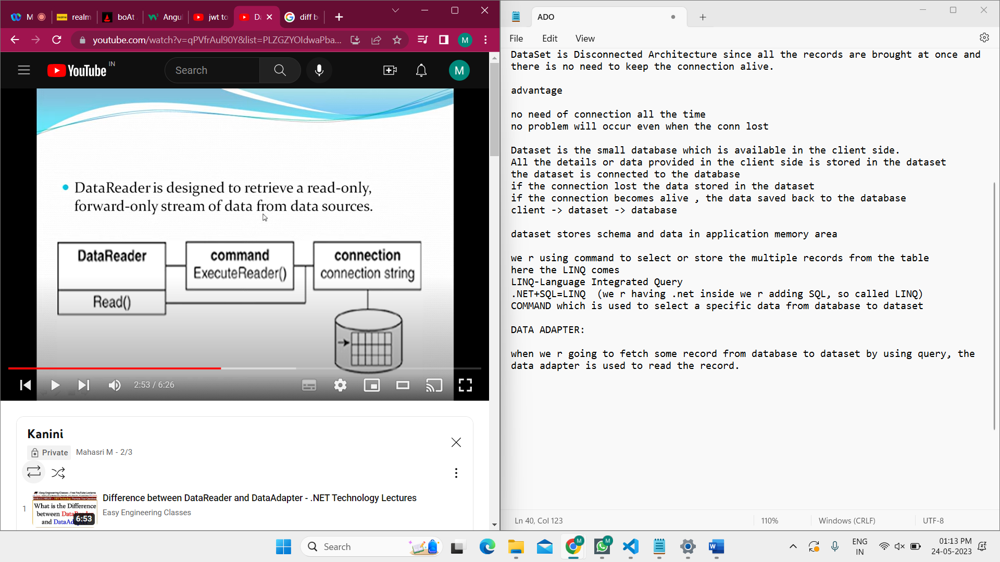 M
realm
boAt
Angu
jwt to
Da
diff b
youtube.com/watch?v=qPVfrAul90Y&list=PLZGZYOIdwaPba...
M
YouTube
IN
Search
M
DataReader is designed to retrieve a read-only,
forward-only stream of data from data sources.
DataReader
Read()
command
ExecuteReader()
connection
connection string
2:53 / 6:26
Kanini
Private
Mahasri M - 2/3
1
What is the Difference
between DataReader
and DataAd
6:53
Difference between DataReader and DataAdapter - .NET Technology Lectures
Easy Engineering Classes
ADO
File
Edit
View
DataSet is Disconnected Architecture since all the records are brought at once and
there is no need to keep the connection alive.
advantage
no need of connection all the time
no problem will occur even when the conn lost
Dataset is the small database which is available in the client side.
All the details or data provided in the client side is stored in the dataset
the dataset is connected to the database
if the connection lost the data stored in the dataset
if the connection becomes alive , the data saved back to the database
client -> dataset -> database
dataset stores schema and data in application memory area
we r using command to select or store the multiple records from the table
here the LINQ comes
LINQ-Language Integrated Query
.NET+SQL=LINQ  (we r having .net inside we r adding SQL, so called LINQ)
COMMAND which is used to select a specific data from database to dataset
DATA ADAPTER:
when we r going to fetch some record from database to dataset by using query, the
data adapter is used to read the record.
Ln 40, Col 123
110%
Windows (CRLF)
UTF-8
Search
M
M
ENG
IN
01:13 PM
24-05-2023